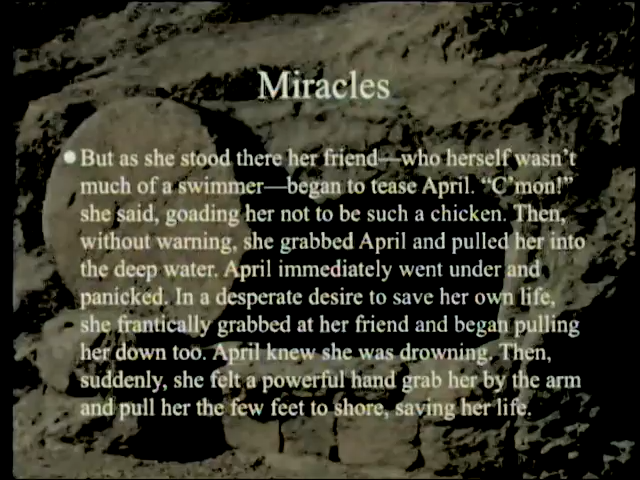 Miracles
• But as she stood there her friend—who herself wasn't
much of a swimmer—began to tease April. “C'mon!”
she said, goading her not to be such a chicken. Then,
without warning, she grabbed April and pulled her into
the deep water. April immediately went under and
panicked. In a desperate desire to save her own life,
she frantically grabbed at her friend and began pulling
her down too. April knew she was drowning. Then,
suddenly, she felt a powerful hand grab her by the arm
and pull her the few feet to shore, saving her life.